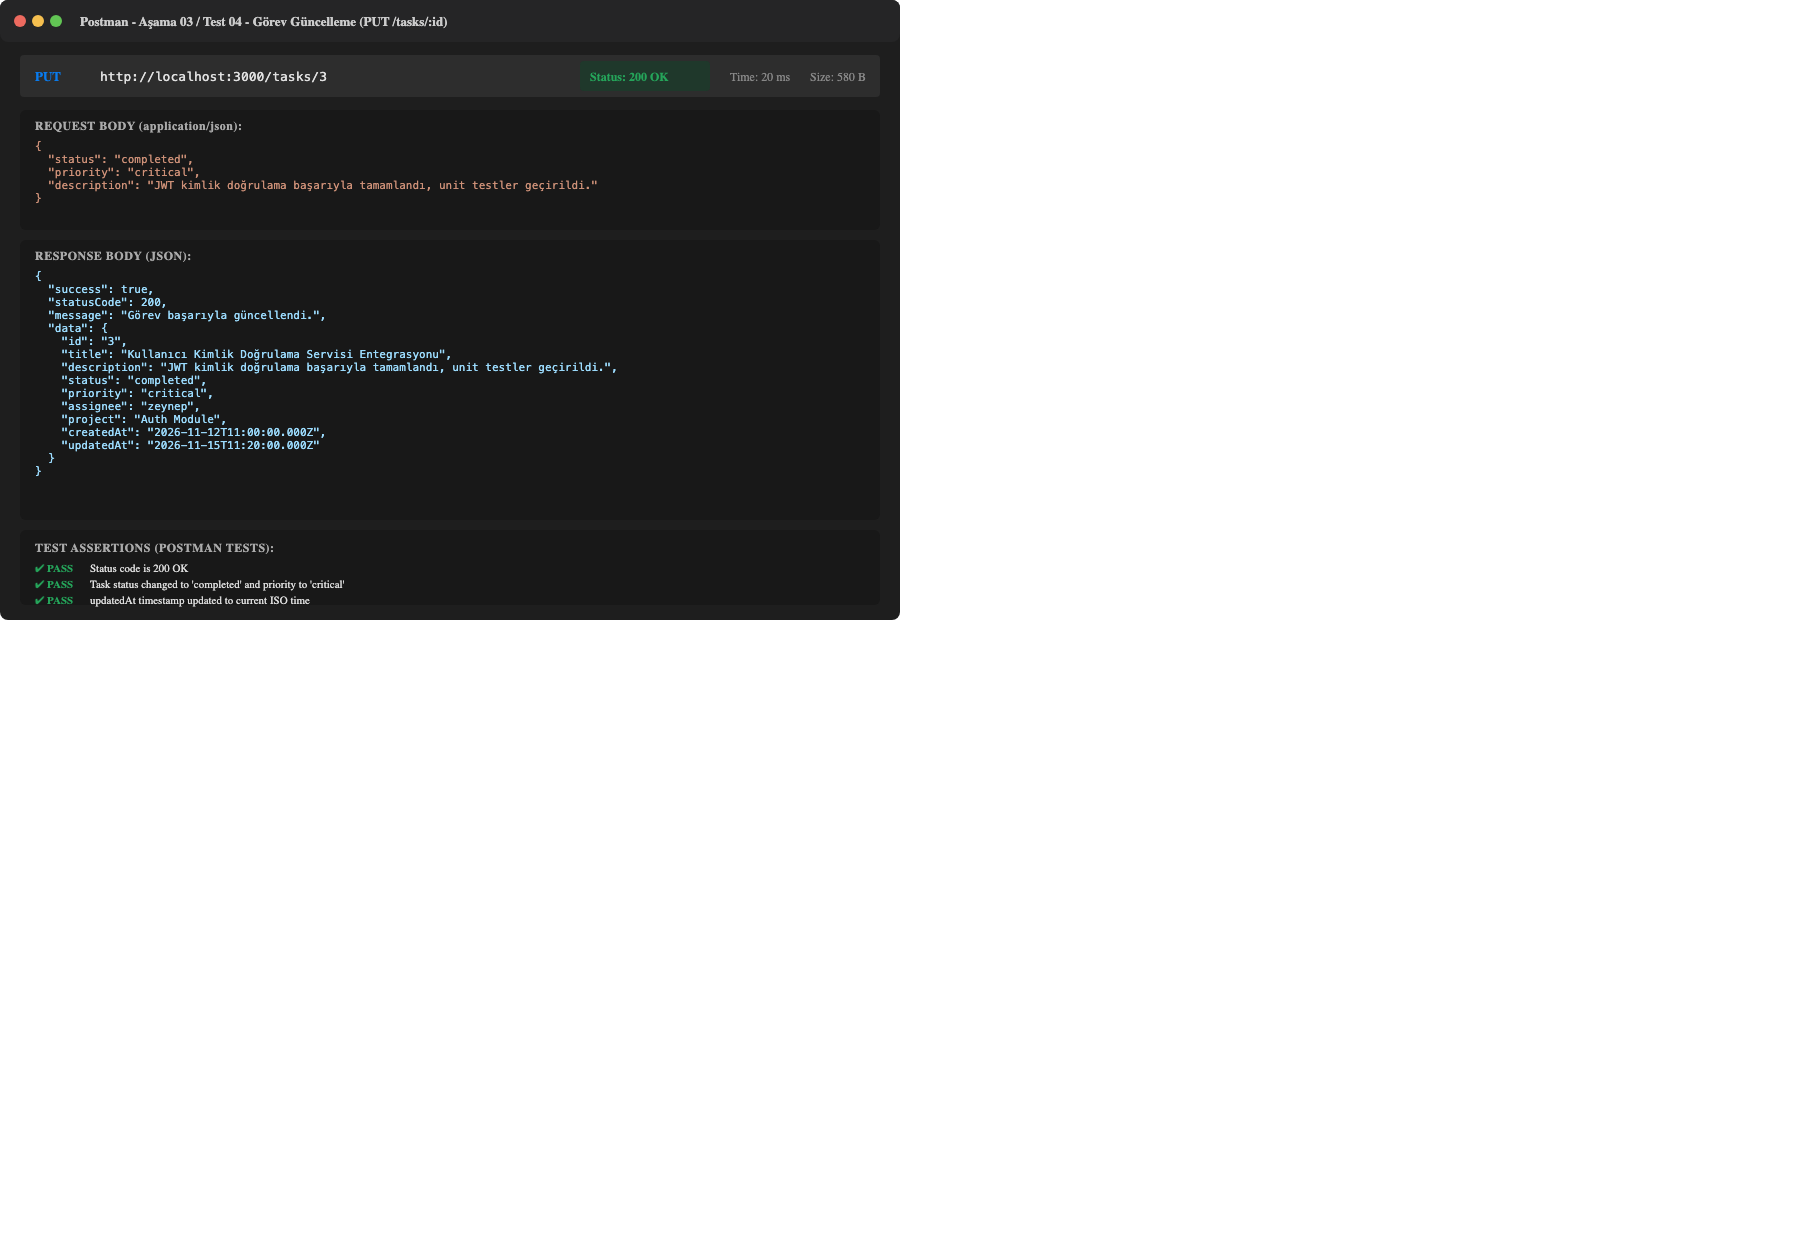 Postman - Aşama 03 / Test 04 - Görev Güncelleme (PUT /tasks/:id)
PUT http://localhost:3000/tasks/3 Status: 200 OK Time: 20 ms Size: 580 B
REQUEST BODY (application/json):
{
  "status": "completed",
  "priority": "critical",
  "description": "JWT kimlik doğrulama başarıyla tamamlandı, unit testler geçirildi."
}
RESPONSE BODY (JSON):
{
  "success": true,
  "statusCode": 200,
  "message": "Görev başarıyla güncellendi.",
  "data": {
    "id": "3",
    "title": "Kullanıcı Kimlik Doğrulama Servisi Entegrasyonu",
    "description": "JWT kimlik doğrulama başarıyla tamamlandı, unit testler geçirildi.",
    "status": "completed",
    "priority": "critical",
    "assignee": "zeynep",
    "project": "Auth Module",
    "createdAt": "2026-11-12T11:00:00.000Z",
    "updatedAt": "2026-11-15T11:20:00.000Z"
  }
}
TEST ASSERTIONS (POSTMAN TESTS):
✔ PASS Status code is 200 OK
✔ PASS Task status changed to 'completed' and priority to 'critical'
✔ PASS updatedAt timestamp updated to current ISO time